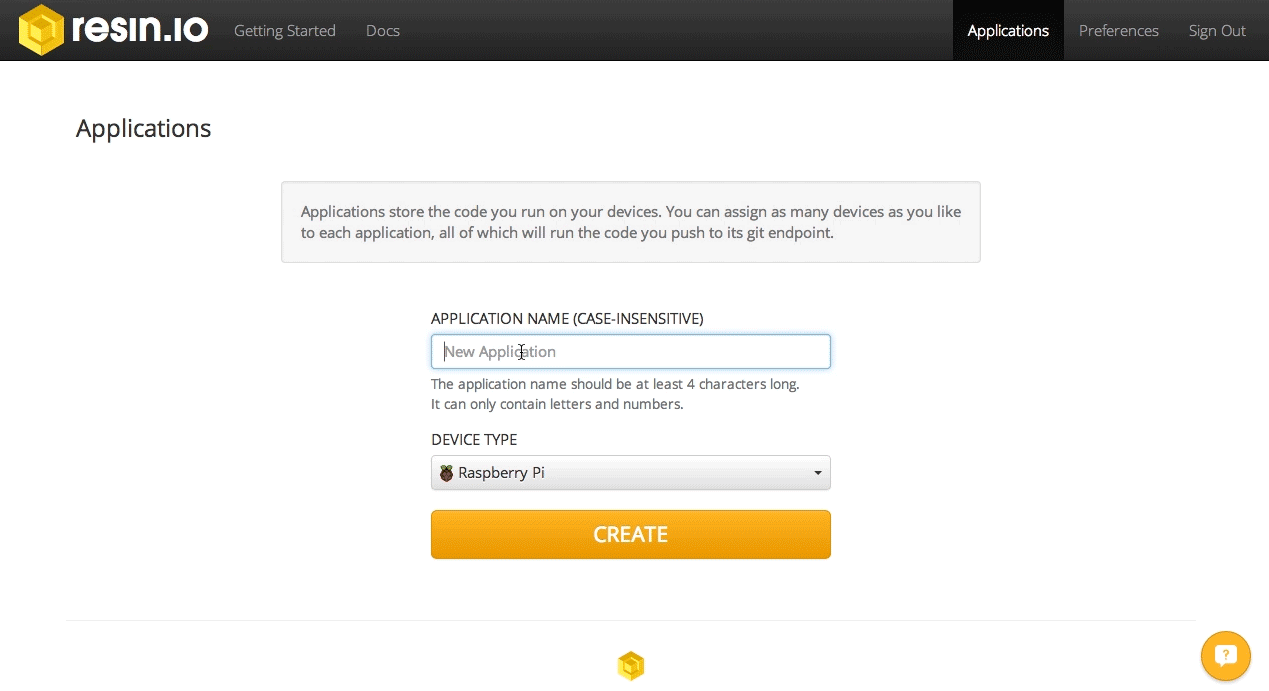 resin.io Getting Started Docs Applications Preferences Sign Out
Applications
Applications store the code you run on your devices. You can assign as many devices as you like
to each application, all of which will run the code you push to its git endpoint.
APPLICATION NAME (CASE-INSENSITIVE)
New Application
The application name should be at least 4 characters long.
It can only contain letters and numbers.
DEVICE TYPE
Raspberry Pi
CREATE
?